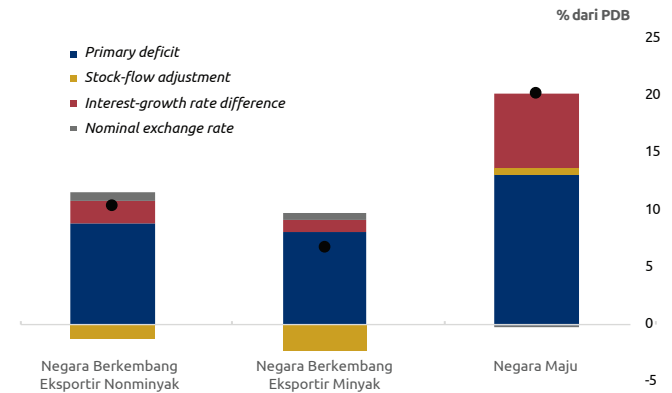 % dari PDB
Primary deficit
Stock-flow adjustment
Interest-growth rate difference
Nominal exchange rate
25
20
15
10
5
0
-5
Negara Berkembang
Eksportir Nonminyak
Negara Berkembang
Eksportir Minyak
Negara Maju